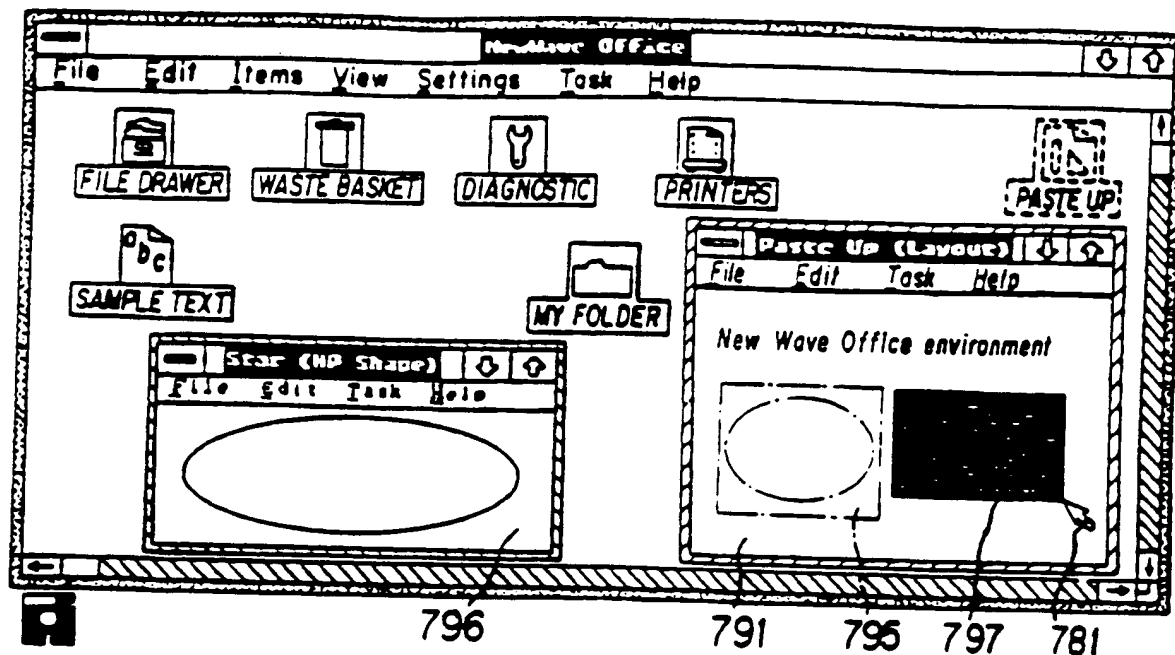 NewWave Office
File Edit Items View Settings Task Help
FILE DRAWER WASTE BASKET DIAGNOSTIC PRINTERS PASTE UP
abc
SAMPLE TEXT MY FOLDER
Paste Up (Layout)
File Edit Task Help
New Wave Office environment
Star (HP Shape)
File Edit Task Help
796 791 795 797 781